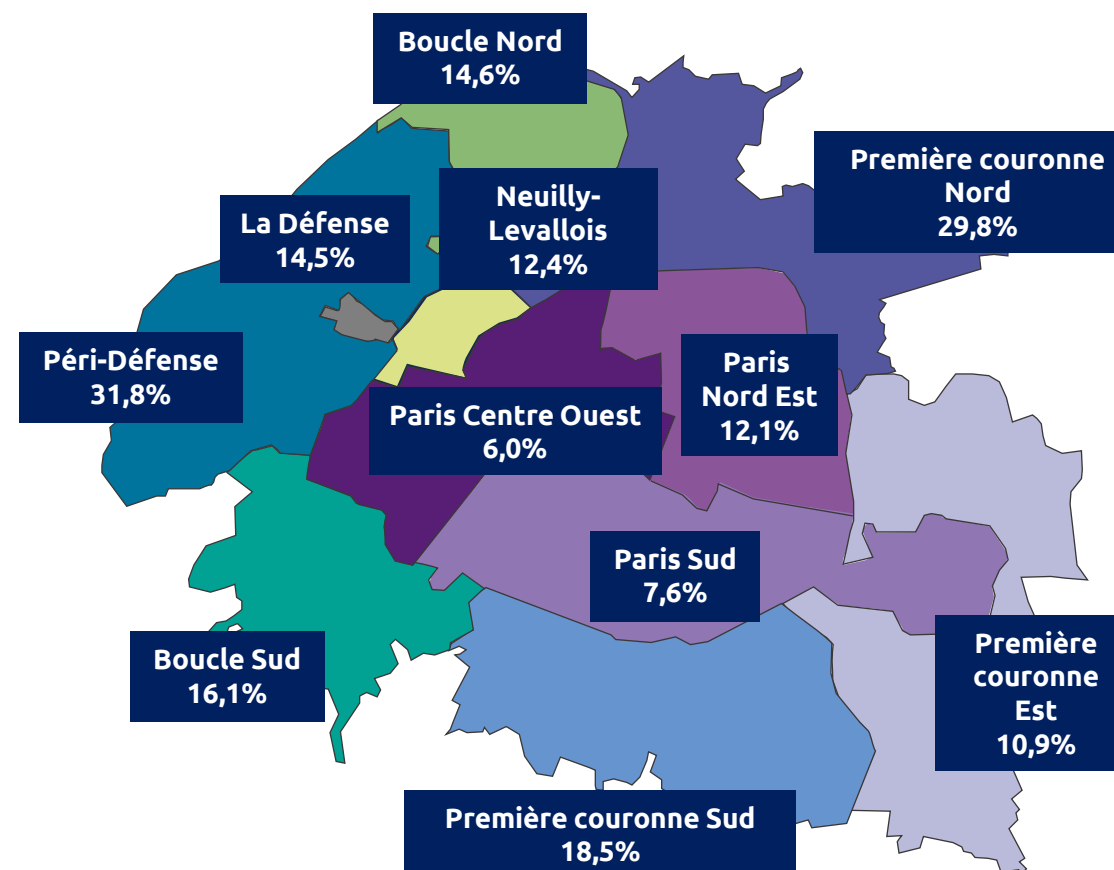 Boucle Nord
14,6%
Première couronne
Nord
29,8%
Neuilly-
Levallois
12,4%
La Défense
14,5%
Péri-Défense
31,8%
Paris
Nord Est
12,1%
Paris Centre Ouest
6,0%
Paris Sud
7,6%
Boucle Sud
16,1%
Première
couronne
Est
10,9%
Première couronne Sud
18,5%